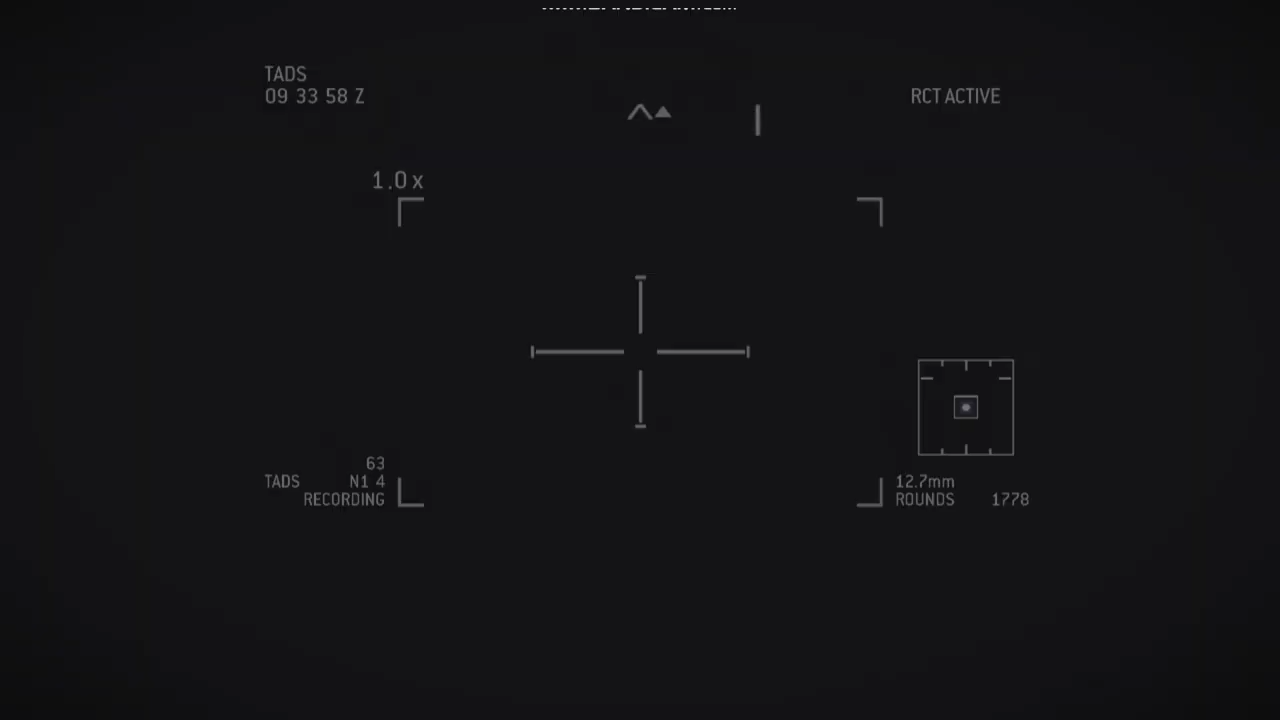 TADS
09 33 58 Z
RCT ACTIVE
1.0 x
63
TADS N1 4
RECORDING
12.7mm
ROUNDS 1778